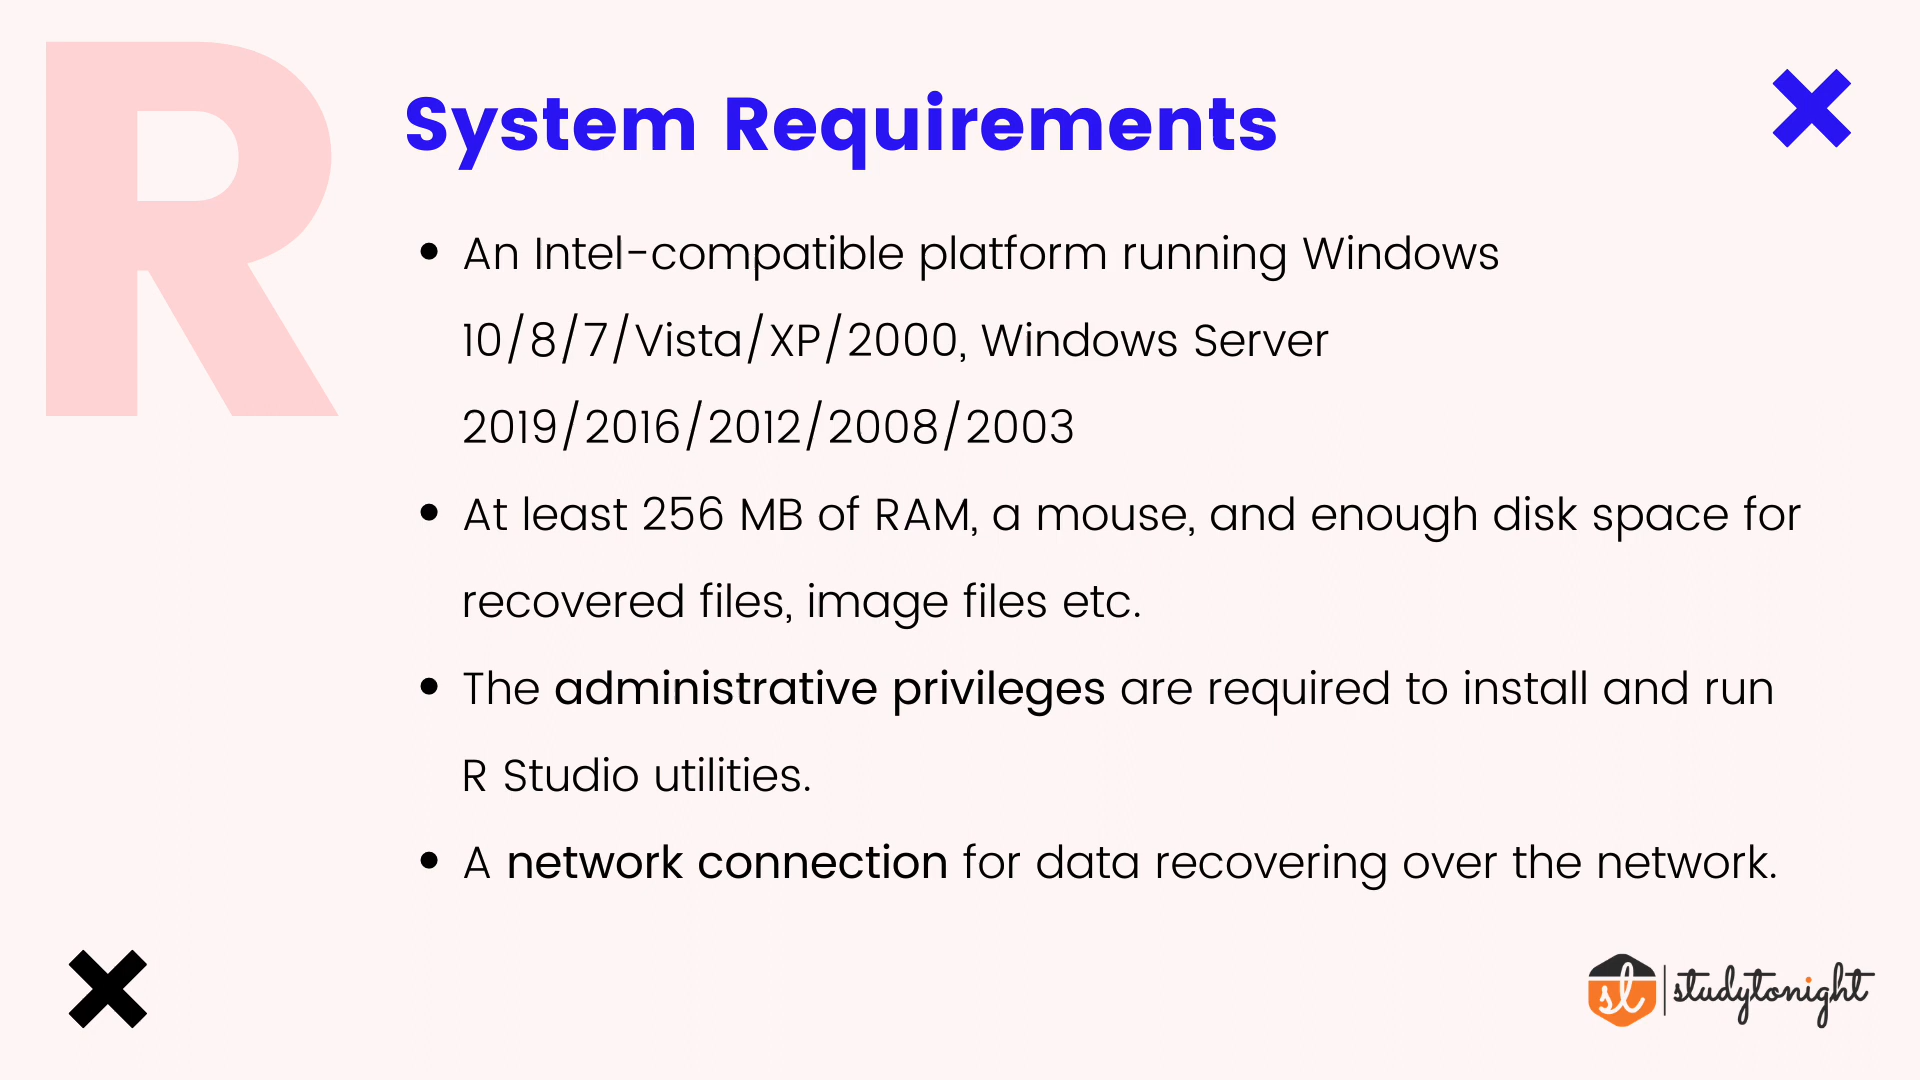 R
System Requirements
• An Intel-compatible platform running Windows
10/8/7/Vista/XP/2000, Windows Server
2019/2016/2012/2008/2003
• At least 256 MB of RAM, a mouse, and enough disk space for
recovered files, image files etc.
• The administrative privileges are required to install and run
R Studio utilities.
• A network connection for data recovering over the network.
st studytonight